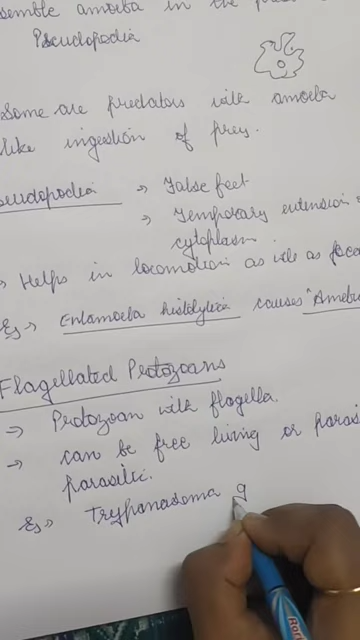 semble amoeba in the
Pseudopodia
Some are predators with amoeba
like ingestion of prey.
seudopodia → False feet
→ Temporary extension
cytoplasm
→ Helps in locomotion as well as
Eg → Entamoeba histolytica causes "Ameb
Flagellated Protozoans
→ Protozoan with flagella.
→ can be free living or paras
parasitic.
Eg → Trypanosoma g